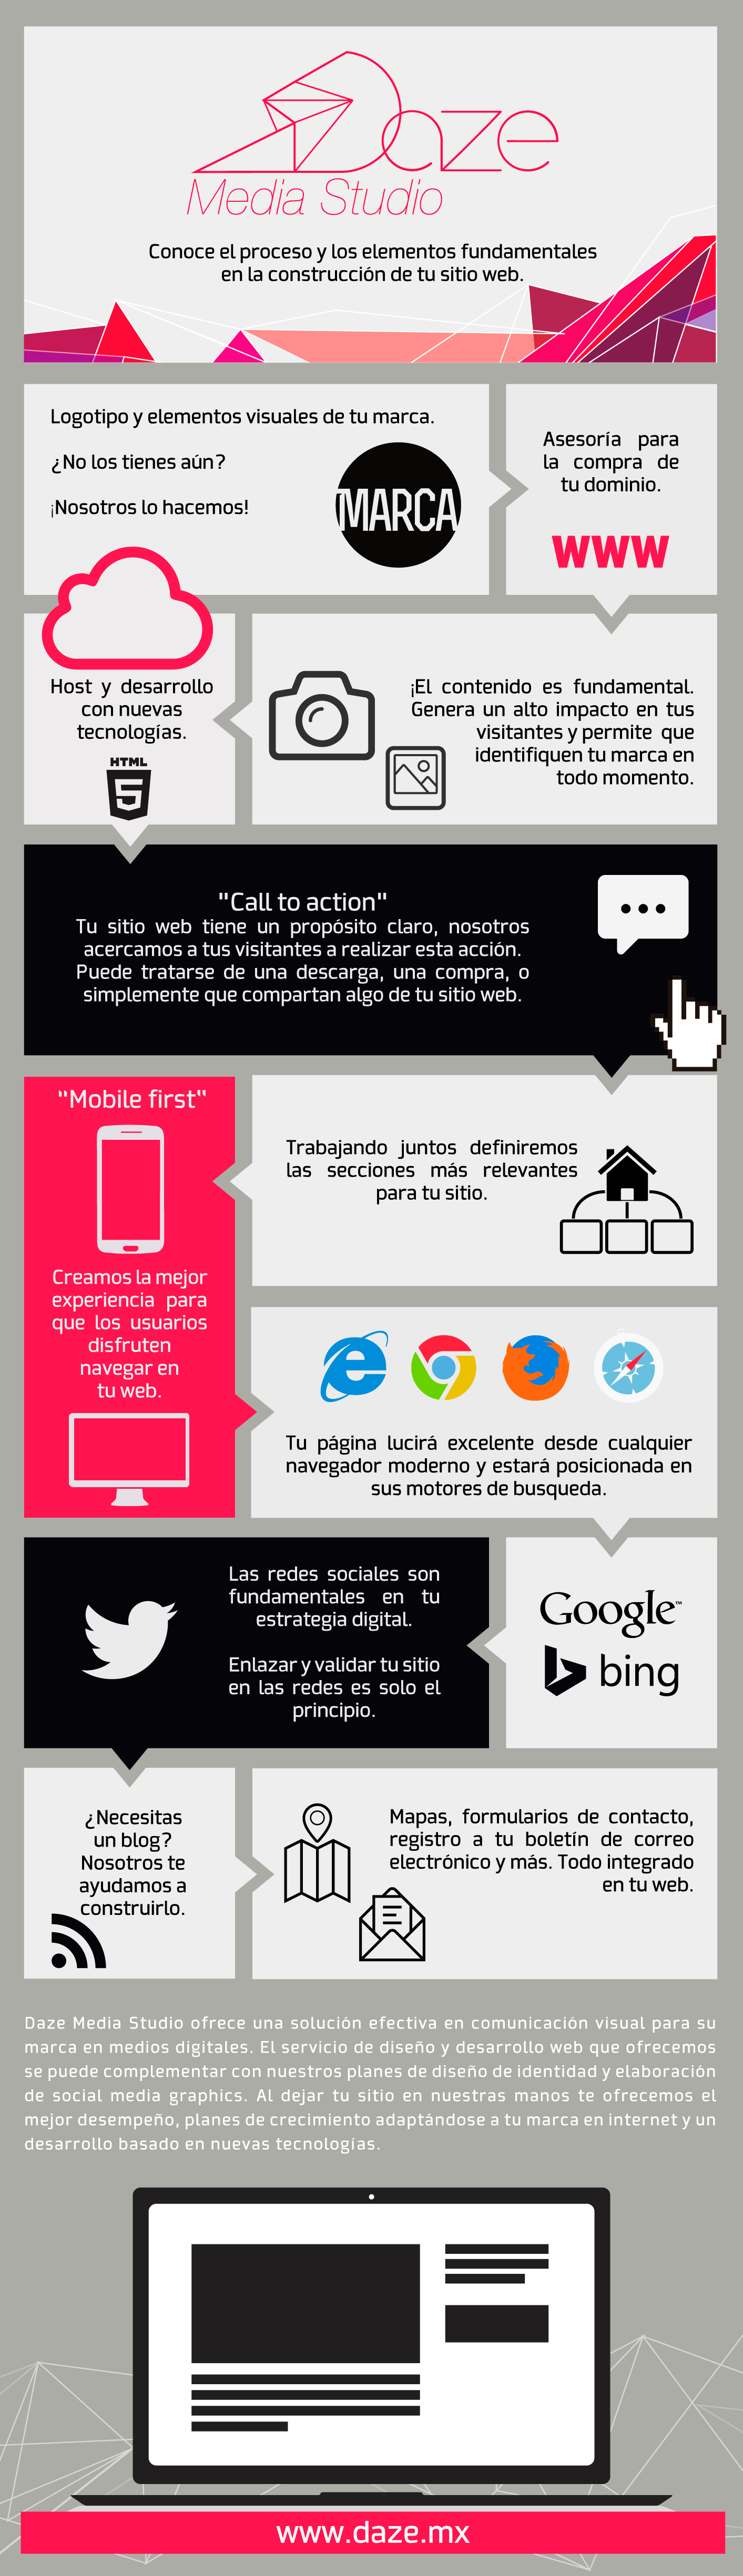 Daze
Media Studio
Conoce el proceso y los elementos fundamentales
en la construcción de tu sitio web.
Logotipo y elementos visuales de tu marca.
¿No los tienes aún?
¡Nosotros lo hacemos!
MARCA
Asesoría para
la compra de
tu dominio.
WWW
¡El contenido es fundamental.
Genera un alto impacto en tus
visitantes y permite que
identifiquen tu marca en
todo momento.
Host y desarrollo
con nuevas
tecnologías.
HTML
5
"Call to action"
Tu sitio web tiene un propósito claro, nosotros
acercamos a tus visitantes a realizar esta acción.
Puede tratarse de una descarga, una compra, o
simplemente que compartan algo de tu sitio web.
Trabajando juntos definiremos
las secciones más relevantes
para tu sitio.
"Mobile first"
Creamos la mejor
experiencia para
que los usuarios
disfruten
navegar en
tu web.
Tu página lucirá excelente desde cualquier
navegador moderno y estará posicionada en
sus motores de busqueda.
Google™
bing
Las redes sociales son
fundamentales en tu
estrategia digital.
Enlazar y validar tu sitio
en las redes es solo el
principio.
¿Necesitas
un blog?
Nosotros te
ayudamos a
construirlo.
Mapas, formularios de contacto,
registro a tu boletín de correo
electrónico y más. Todo integrado
en tu web.
Daze Media Studio ofrece una solución efectiva en comunicación visual para su
marca en medios digitales. El servicio de diseño y desarrollo web que ofrecemos
se puede complementar con nuestros planes de diseño de identidad y elaboración
de social media graphics. Al dejar tu sitio en nuestras manos te ofrecemos el
mejor desempeño, planes de crecimiento adaptándose a tu marca en internet y un
desarrollo basado en nuevas tecnologías.
www.daze.mx